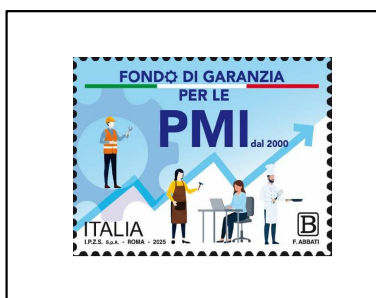 FONDO DI GARANZIA
PER LE
PMI dal 2000
ITALIA
I.P.Z.S. S.p.A. - ROMA - 2025
B
F. ABBATI